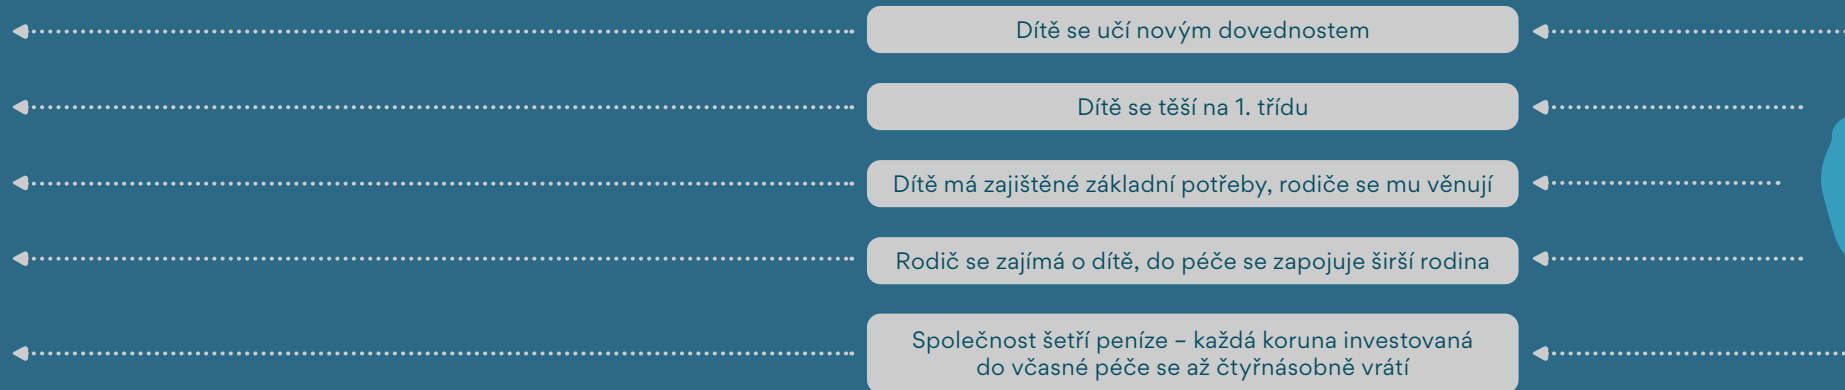 Dítě se učí novým dovednostem
Dítě se těší na 1. třídu
Dítě má zajištěné základní potřeby, rodiče se mu věnují
Rodič se zajímá o dítě, do péče se zapojuje širší rodina
Společnost šetří peníze – každá koruna investovaná
do včasné péče se až čtyřnásobně vrátí